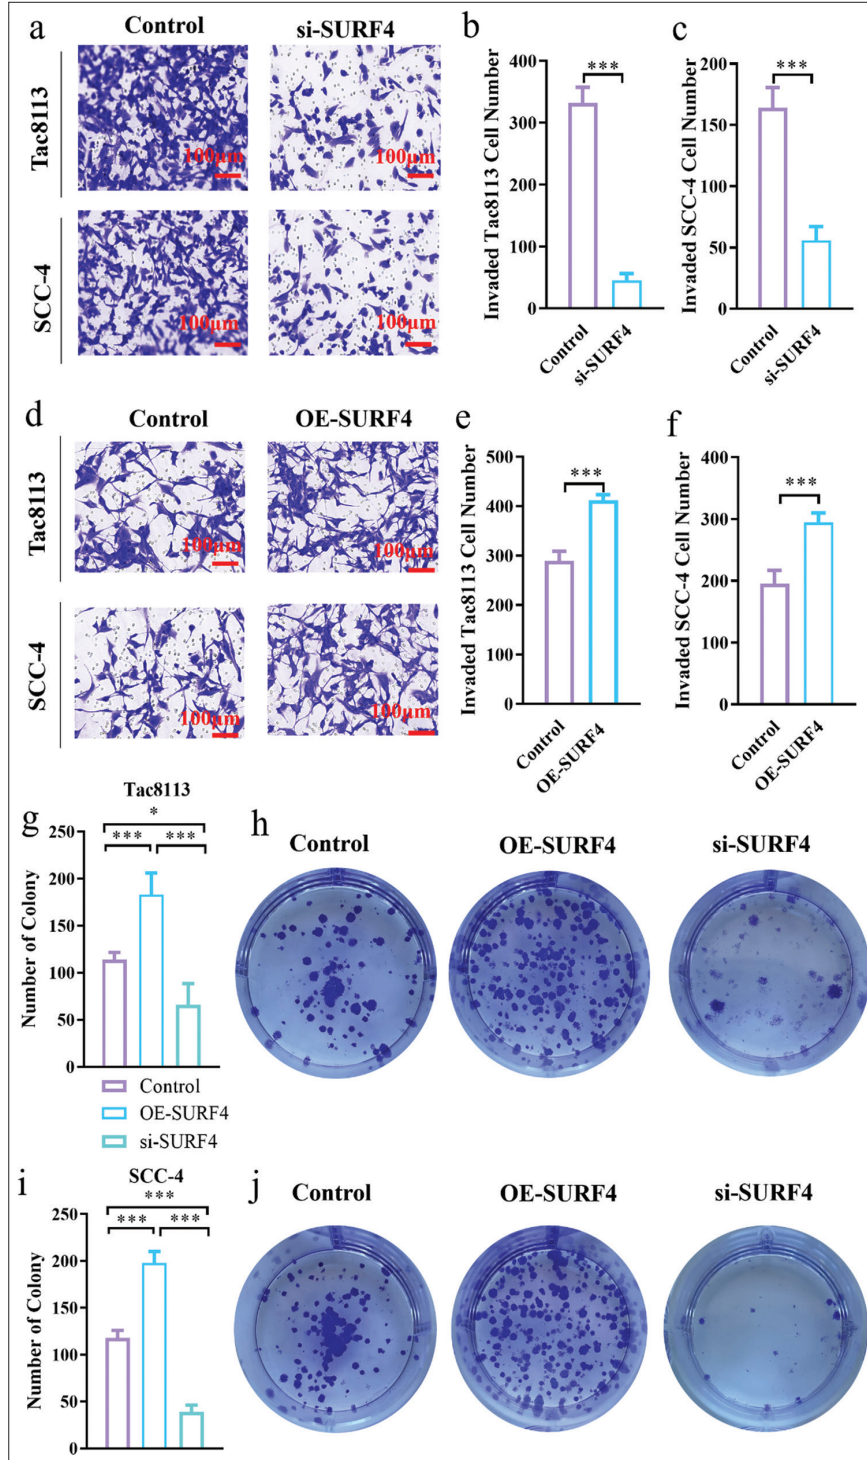 a
Control
si-SURF4
Tac8113
100μm
100μm
SCC-4
100μm
100μm
b
Invaded Tac8113 Cell Number
400
300
200
100
0
***
Control
si-SURF4
c
Invaded SCC-4 Cell Number
200
150
100
50
0
***
Control
si-SURF4
d
Control
OE-SURF4
Tac8113
100μm
100μm
SCC-4
100μm
100μm
e
Invaded Tac8113 Cell Number
500
400
300
200
100
0
***
Control
OE-SURF4
f
Invaded SCC-4 Cell Number
400
300
200
100
0
***
Control
OE-SURF4
g
Tac8113
Number of Colony
250
200
150
100
50
0
*
*** ***
Control
OE-SURF4
si-SURF4
h
Control
OE-SURF4
si-SURF4
i
SCC-4
Number of Colony
250
200
150
100
50
0
***
*** ***
j
Control
OE-SURF4
si-SURF4